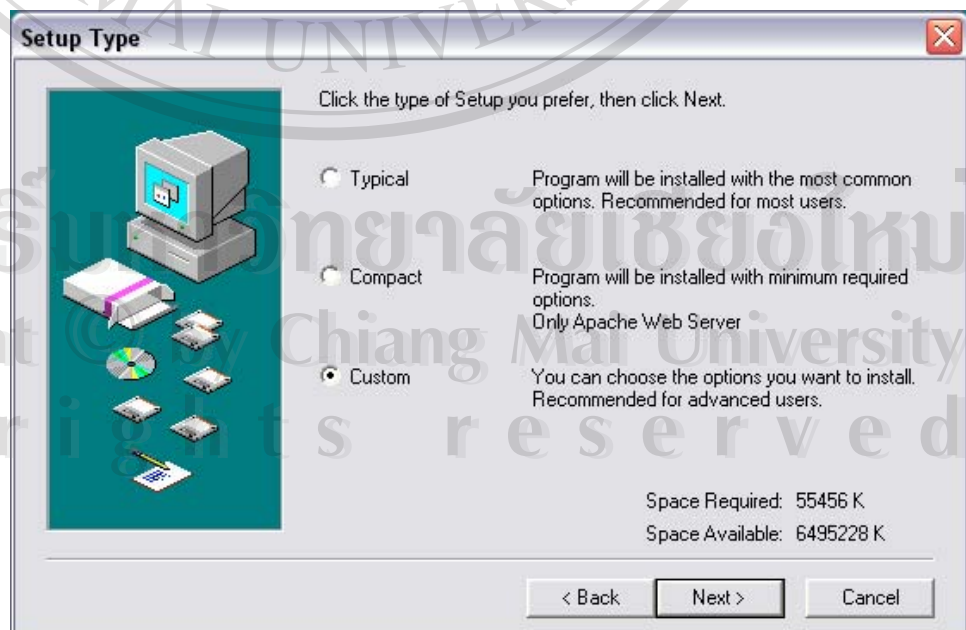 MAI UNIVER
Setup Type
Click the type of Setup you prefer, then click Next.
Typical
Program will be installed with the most common
options. Recommended for most users.
Compact
Program will be installed with minimum required
options.
Only Apache Web Server
Custom
You can choose the options you want to install.
Recommended for advanced users.
Space Required: 55456 K
Space Available: 6495228 K
< Back
Next >
Cancel
by Chiang Mai University
rights reserved